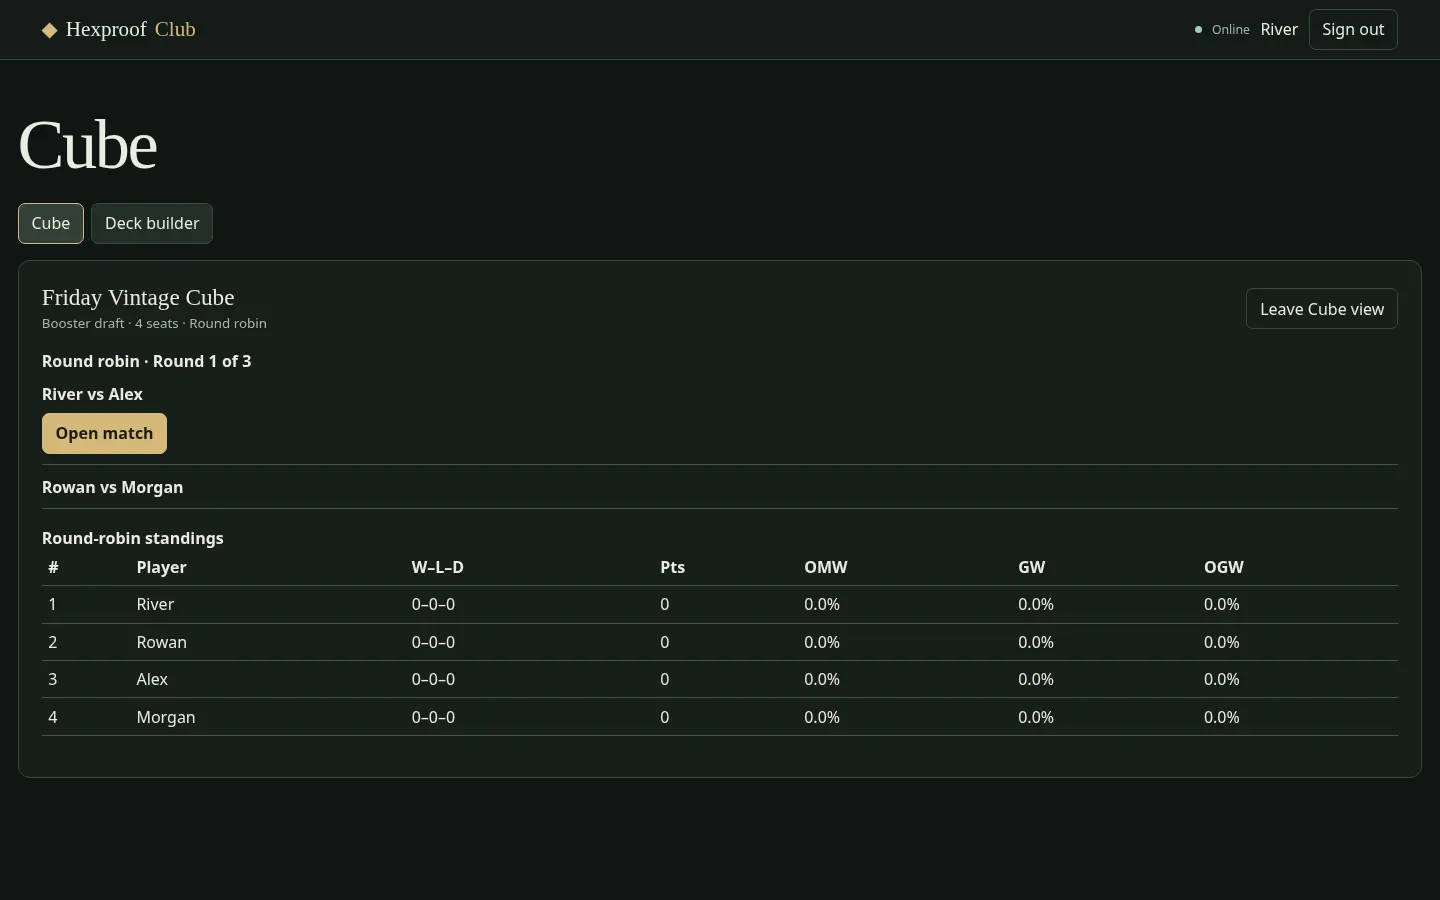 ◆ Hexproof Club
Online River Sign out
Cube
Cube Deck builder
Friday Vintage Cube
Booster draft · 4 seats · Round robin
Leave Cube view
Round robin · Round 1 of 3
River vs Alex
Open match
Rowan vs Morgan
Round-robin standings
# Player W–L–D Pts OMW GW OGW
1 River 0–0–0 0 0.0% 0.0% 0.0%
2 Rowan 0–0–0 0 0.0% 0.0% 0.0%
3 Alex 0–0–0 0 0.0% 0.0% 0.0%
4 Morgan 0–0–0 0 0.0% 0.0% 0.0%